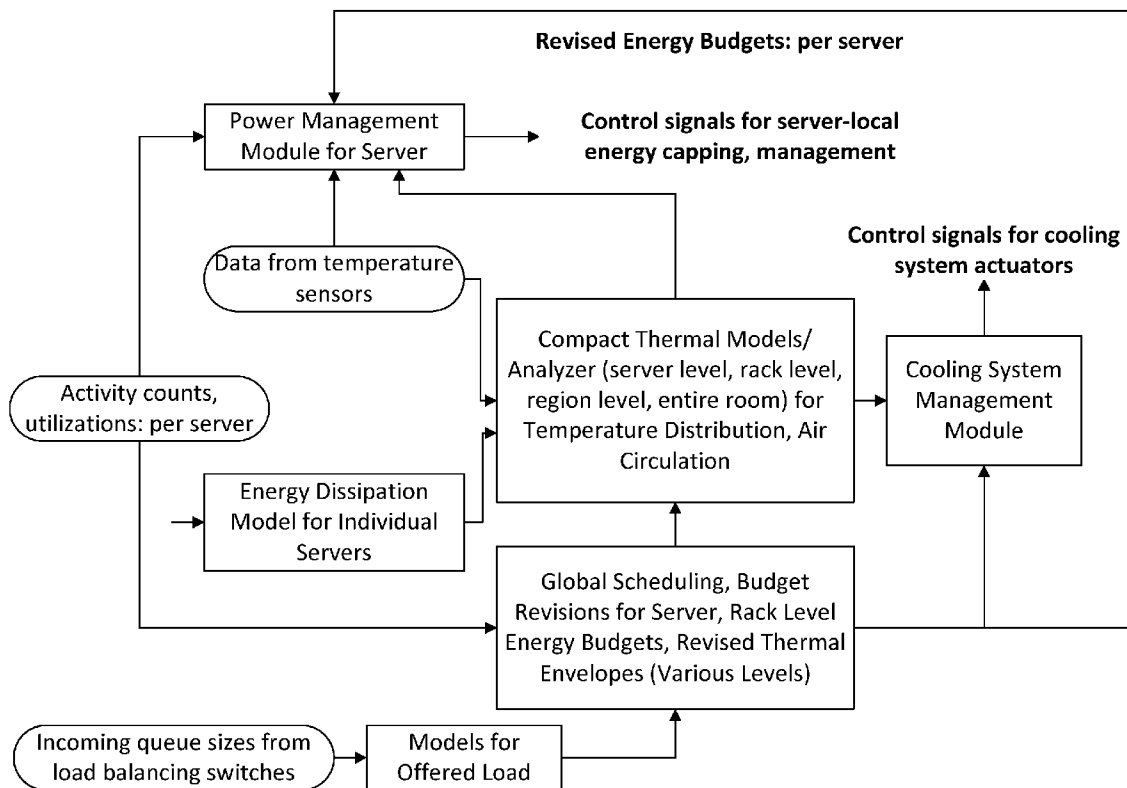 Revised Energy Budgets: per server
Power Management
Module for Server
Control signals for server-local
energy capping, management
Data from temperature
sensors
Control signals for cooling
system actuators
Compact Thermal Models/
Analyzer (server level, rack level,
region level, entire room) for
Temperature Distribution, Air
Circulation
Cooling System
Management
Module
Activity counts,
utilizations: per server
Energy Dissipation
Model for Individual
Servers
Global Scheduling, Budget
Revisions for Server, Rack Level
Energy Budgets, Revised Thermal
Envelopes (Various Levels)
Incoming queue sizes from
load balancing switches
Models for
Offered Load